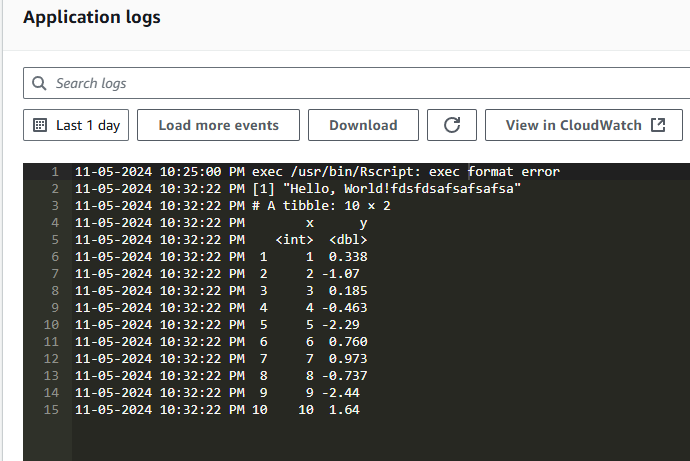 Application logs
Search logs
Last 1 day Load more events Download View in CloudWatch
1 11-05-2024 10:25:00 PM exec /usr/bin/Rscript: exec format error
2 11-05-2024 10:32:22 PM [1] "Hello, World!fdsfdsafsafsafsa"
3 11-05-2024 10:32:22 PM # A tibble: 10 × 2
4 11-05-2024 10:32:22 PM x y
5 11-05-2024 10:32:22 PM <int> <dbl>
6 11-05-2024 10:32:22 PM 1 1 0.338
7 11-05-2024 10:32:22 PM 2 2 -1.07
8 11-05-2024 10:32:22 PM 3 3 0.185
9 11-05-2024 10:32:22 PM 4 4 -0.463
10 11-05-2024 10:32:22 PM 5 5 -2.29
11 11-05-2024 10:32:22 PM 6 6 0.760
12 11-05-2024 10:32:22 PM 7 7 0.973
13 11-05-2024 10:32:22 PM 8 8 -0.737
14 11-05-2024 10:32:22 PM 9 9 -2.44
15 11-05-2024 10:32:22 PM 10 10 1.64